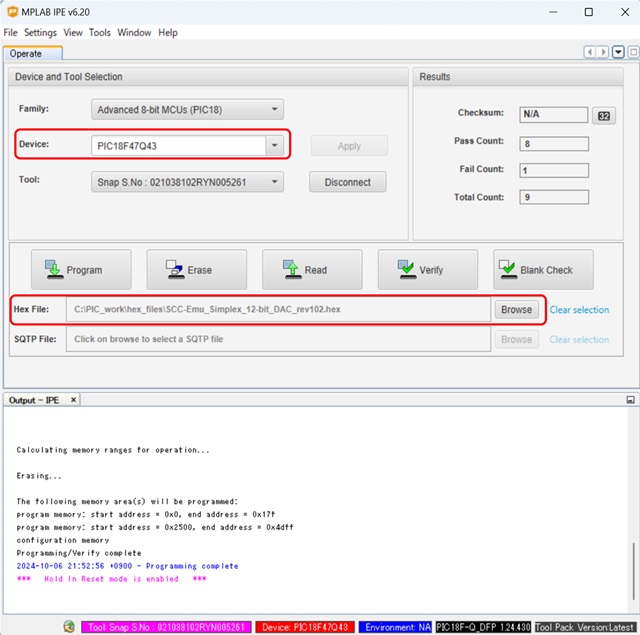 MPLAB IPE v6.20
File Settings View Tools Window Help
Operate
Device and Tool Selection
Results
Family:
Advanced 8-bit MCUs (PIC18)
Checksum:
N/A
32
Device:
PIC18F47Q43
Apply
Pass Count:
8
Fail Count:
1
Tool:
Snap S.No : 021038102RYN005261
Disconnect
Total Count:
9
Program
Erase
Read
Verify
Blank Check
Hex File:
C:\PIC_work\hex_files\SCC-Emu_Simplex_12-bit_DAC_rev102.hex
Browse
Clear selection
SQTP File:
Click on browse to select a SQTP file
Browse
Clear selection
Output - IPE
Calculating memory ranges for operation...
Erasing...
The following memory area(s) will be programmed:
program memory: start address = 0x0, end address = 0x17f
program memory: start address = 0x2500, end address = 0x4dff
configuration memory
Programming/Verify complete
2024-10-06 21:52:56 +0900 - Programming complete
*** Hold In Reset mode is enabled ***
Tool: Snap S.No : 021038102RYN005261
Device: PIC18F47Q43
Environment: NA
PIC18F-Q_DFP 1.24.430
Tool Pack Version:Latest